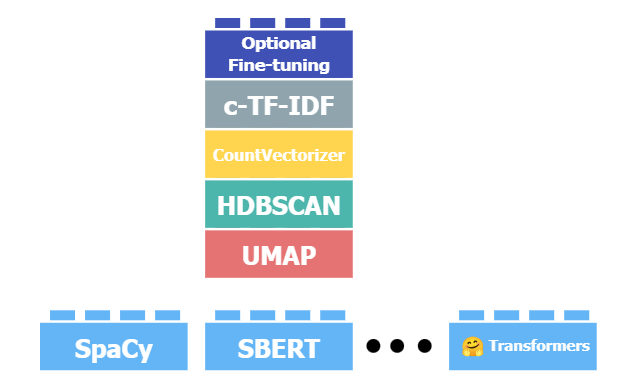 Optional
Fine-tuning
c-TF-IDF
CountVectorizer
HDBSCAN
UMAP
SpaCy
SBERT
🤗 Transformers